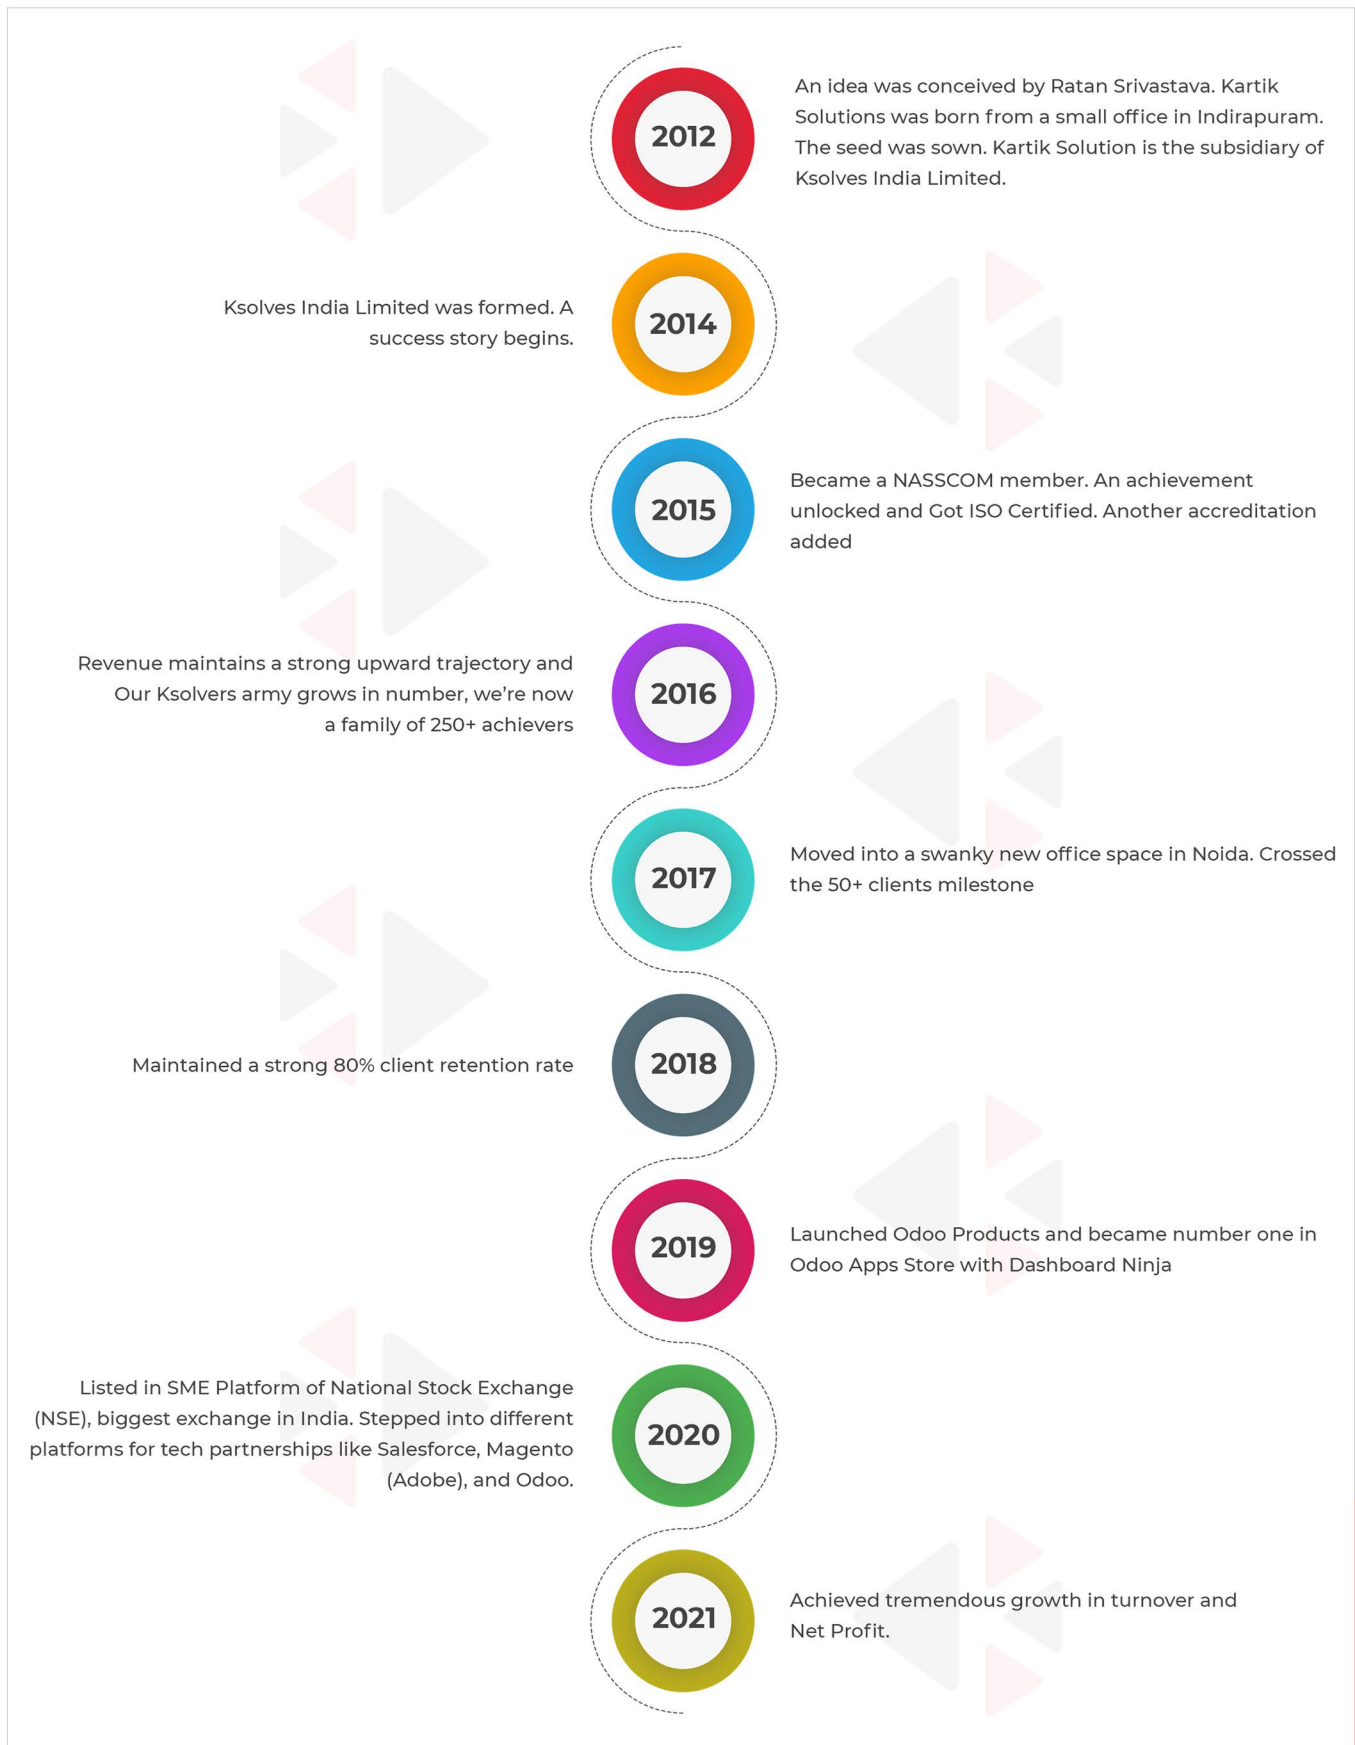 2012
An idea was conceived by Ratan Srivastava. Kartik
Solutions was born from a small office in Indirapuram.
The seed was sown. Kartik Solution is the subsidiary of
Ksolves India Limited.
2014
Ksolves India Limited was formed. A
success story begins.
2015
Became a NASSCOM member. An achievement
unlocked and Got ISO Certified. Another accreditation
added
2016
Revenue maintains a strong upward trajectory and
Our Ksolvers army grows in number, we’re now
a family of 250+ achievers
2017
Moved into a swanky new office space in Noida. Crossed
the 50+ clients milestone
2018
Maintained a strong 80% client retention rate
2019
Launched Odoo Products and became number one in
Odoo Apps Store with Dashboard Ninja
2020
Listed in SME Platform of National Stock Exchange
(NSE), biggest exchange in India. Stepped into different
platforms for tech partnerships like Salesforce, Magento
(Adobe), and Odoo.
2021
Achieved tremendous growth in turnover and
Net Profit.